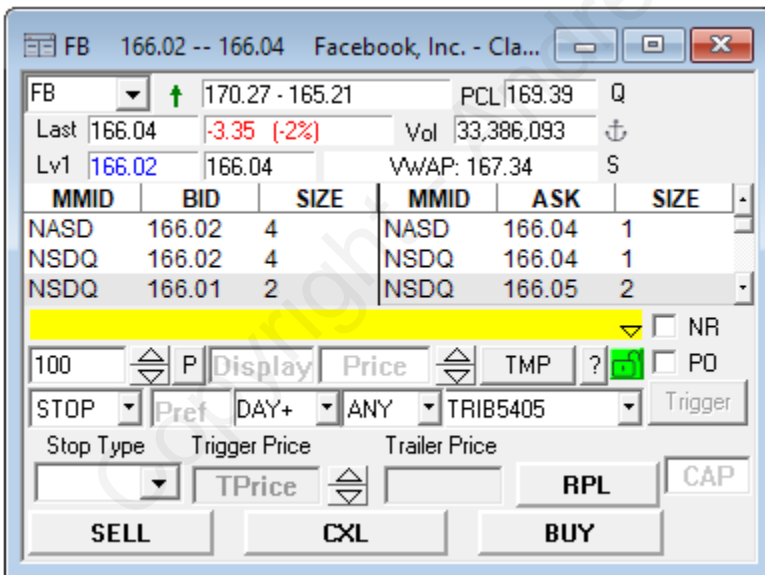 FB 166.02 -- 166.04 Facebook, Inc. - Cla...
FB 170.27 - 165.21 PCL 169.39 Q
Last 166.04 -3.35 (-2%) Vol 33,386,093
Lv1 166.02 166.04 VWAP: 167.34 S
MMID BID SIZE MMID ASK SIZE
NASD 166.02 4 NASD 166.04 1
NSDQ 166.02 4 NSDQ 166.04 1
NSDQ 166.01 2 NSDQ 166.05 2
NR
100 P Display Price TMP ? PO
STOP Pref DAY+ ANY TRIB5405 Trigger
Stop Type Trigger Price Trailer Price
TPrice RPL CAP
SELL CXL BUY
Copyright - Andre